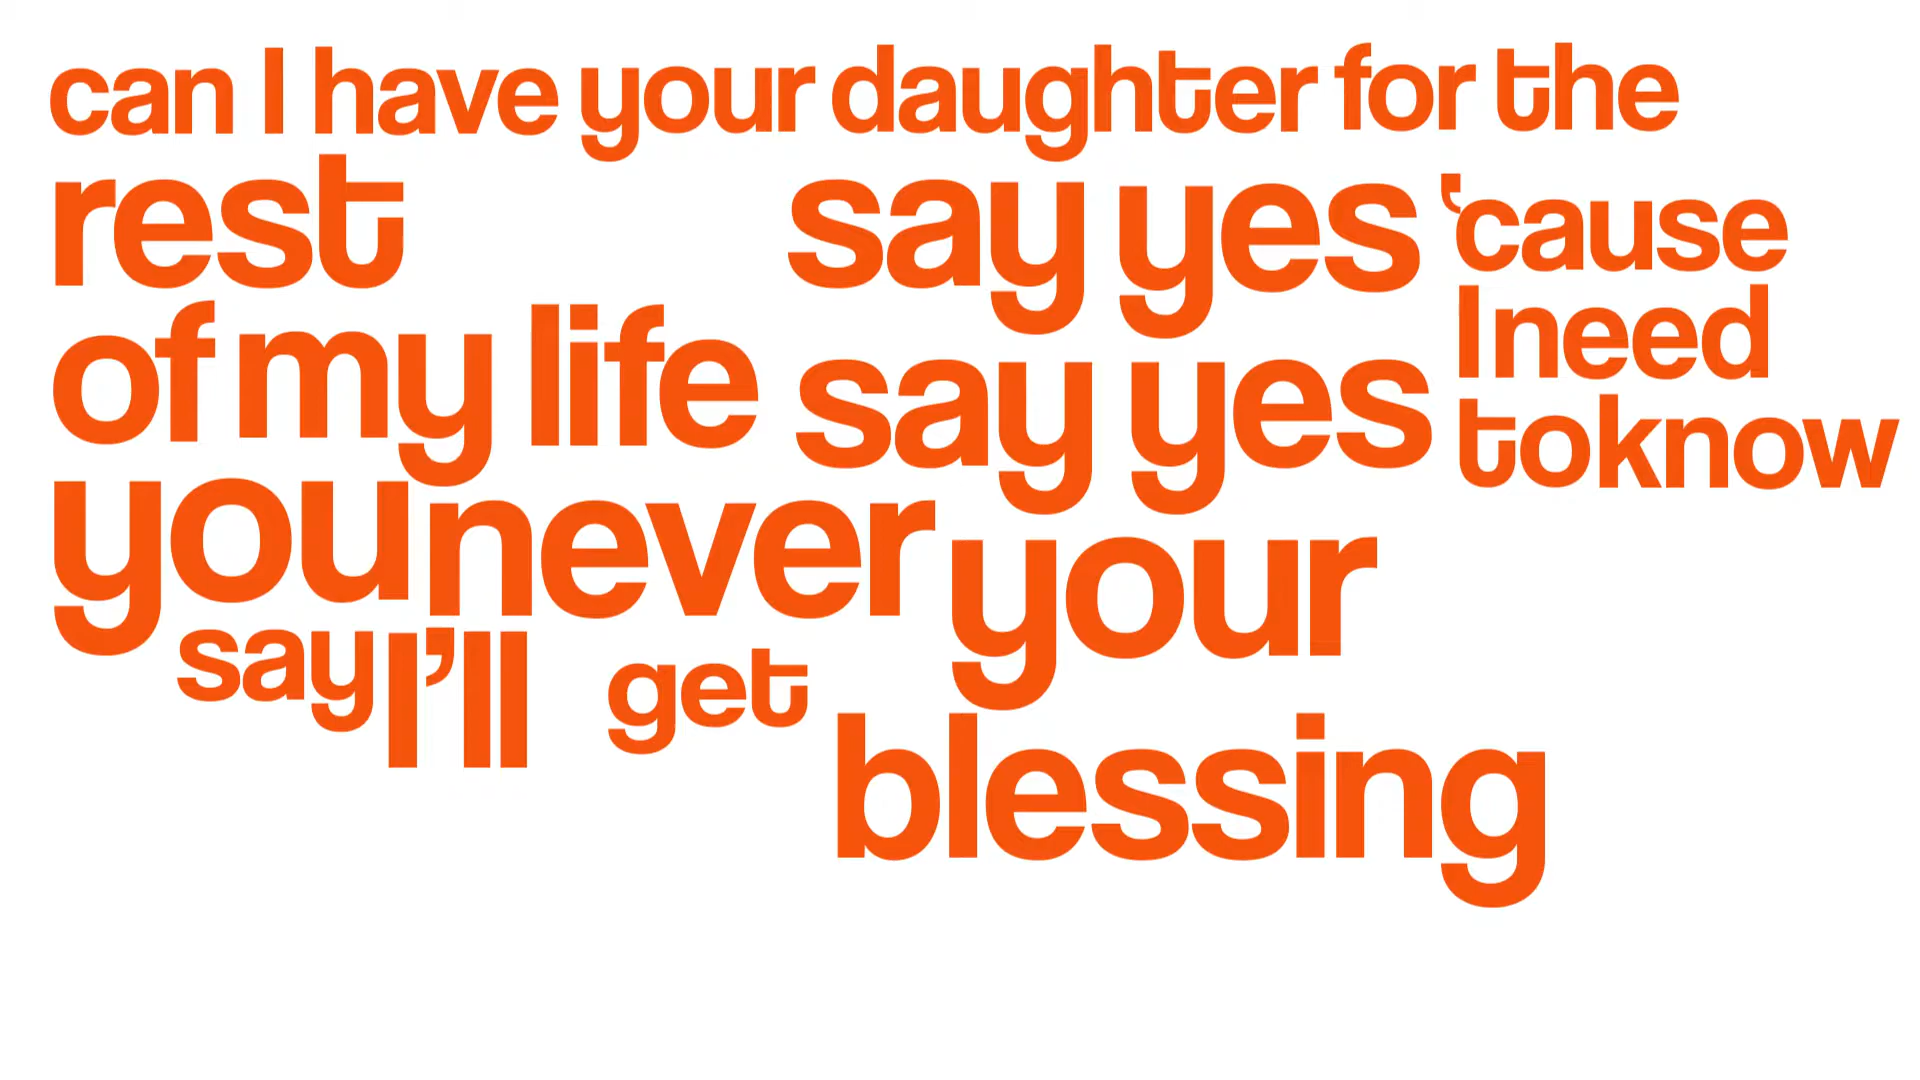 can I have your daughter for the
rest
say yes
'cause
of my life
say yes
I need
to know
you never
your
say I’ll
get
blessing